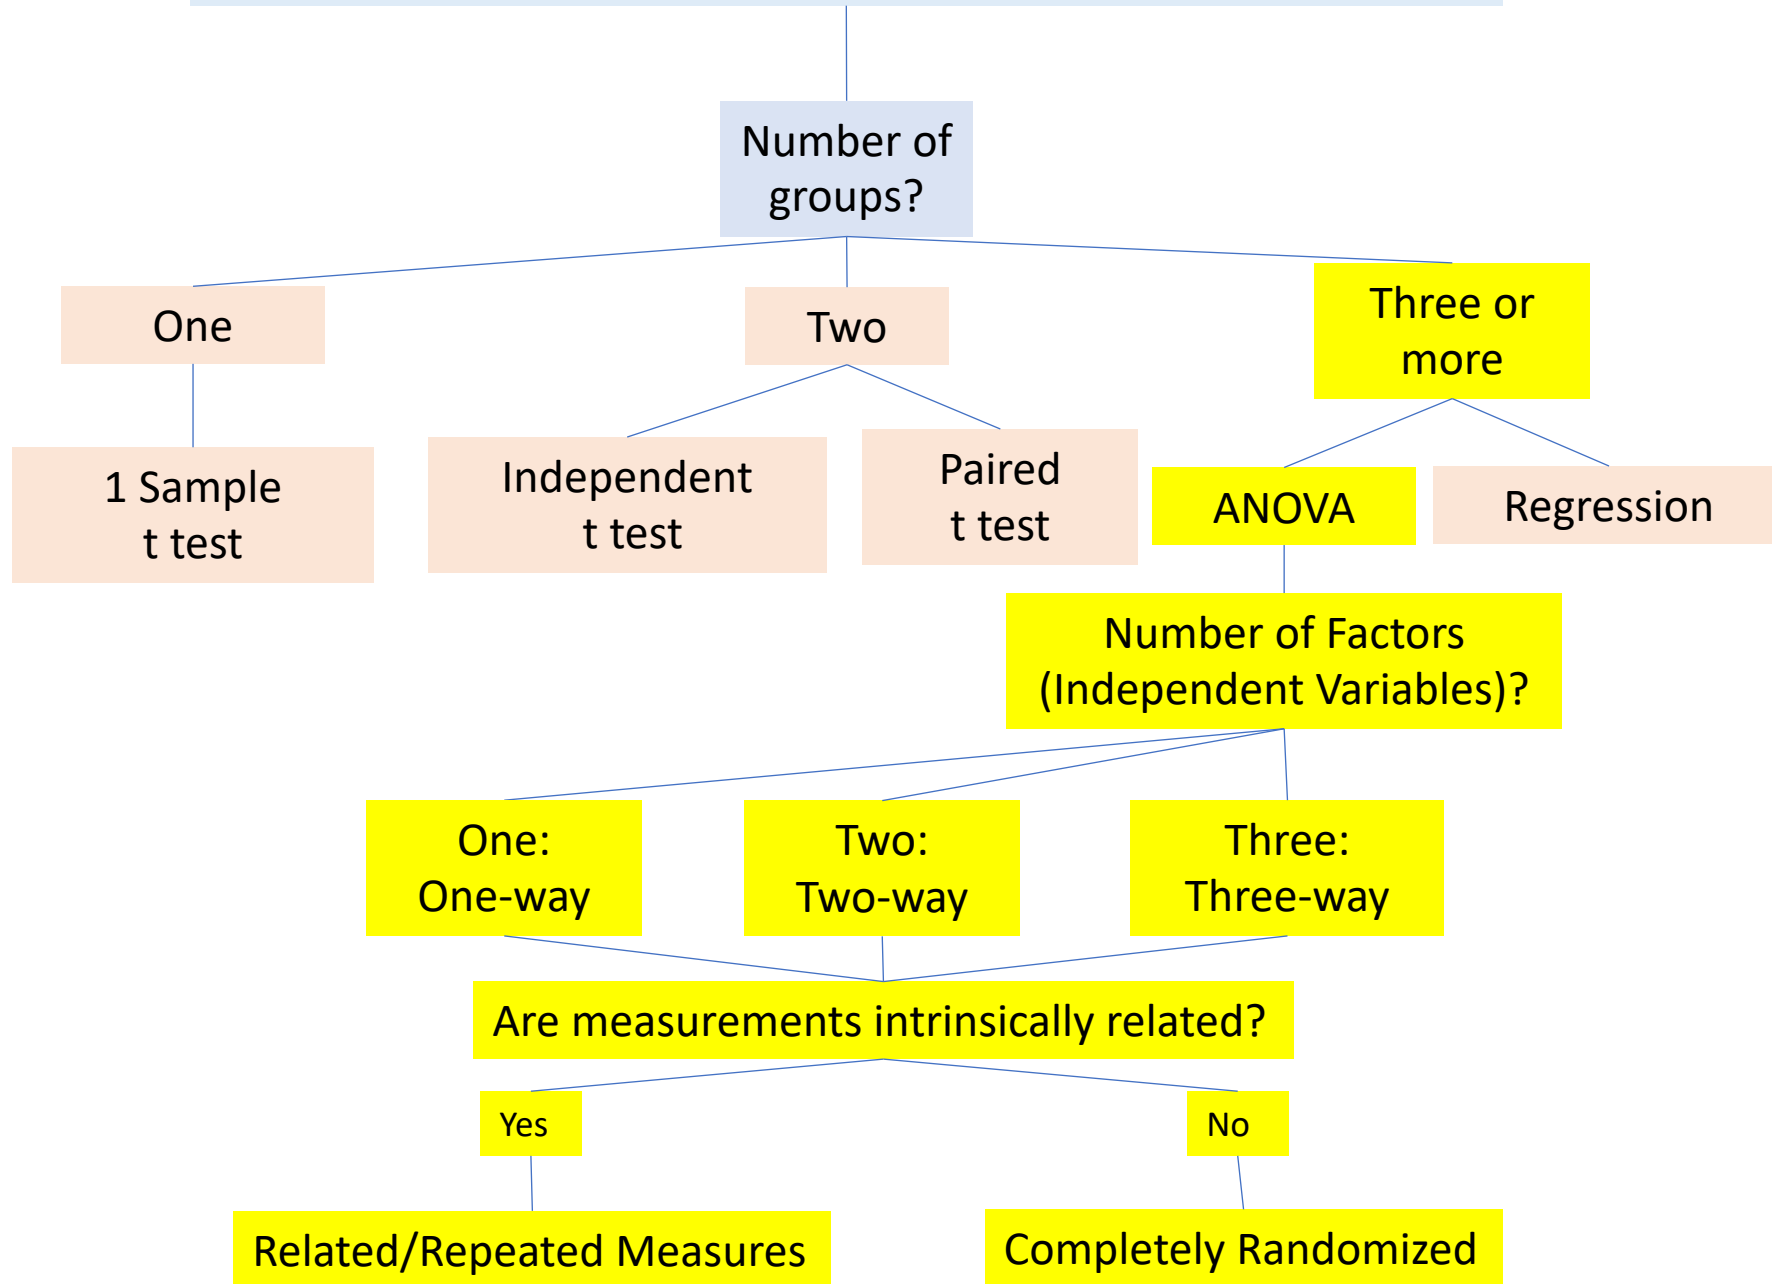 Number of
groups?
One
Two
Three or
more
1 Sample
t test
Independent
t test
Paired
t test
ANOVA
Regression
Number of Factors
(Independent Variables)?
One:
One-way
Two:
Two-way
Three:
Three-way
Are measurements intrinsically related?
Yes
No
Related/Repeated Measures
Completely Randomized